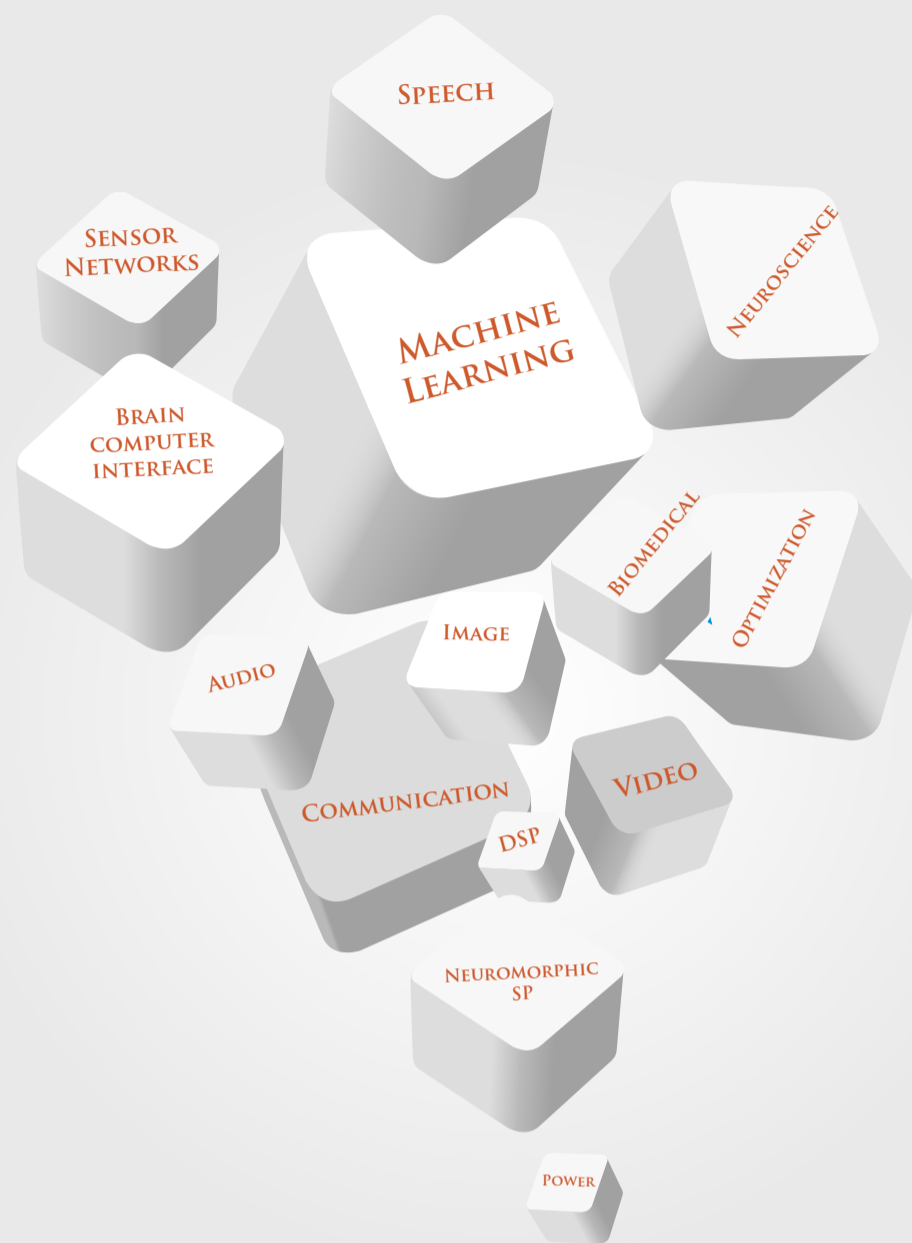 Speech
Sensor
Networks
Neuroscience
Machine
Learning
Brain
computer
interface
Biomedical
Optimization
Image
Audio
Video
Communication
DSP
Neuromorphic
SP
Power